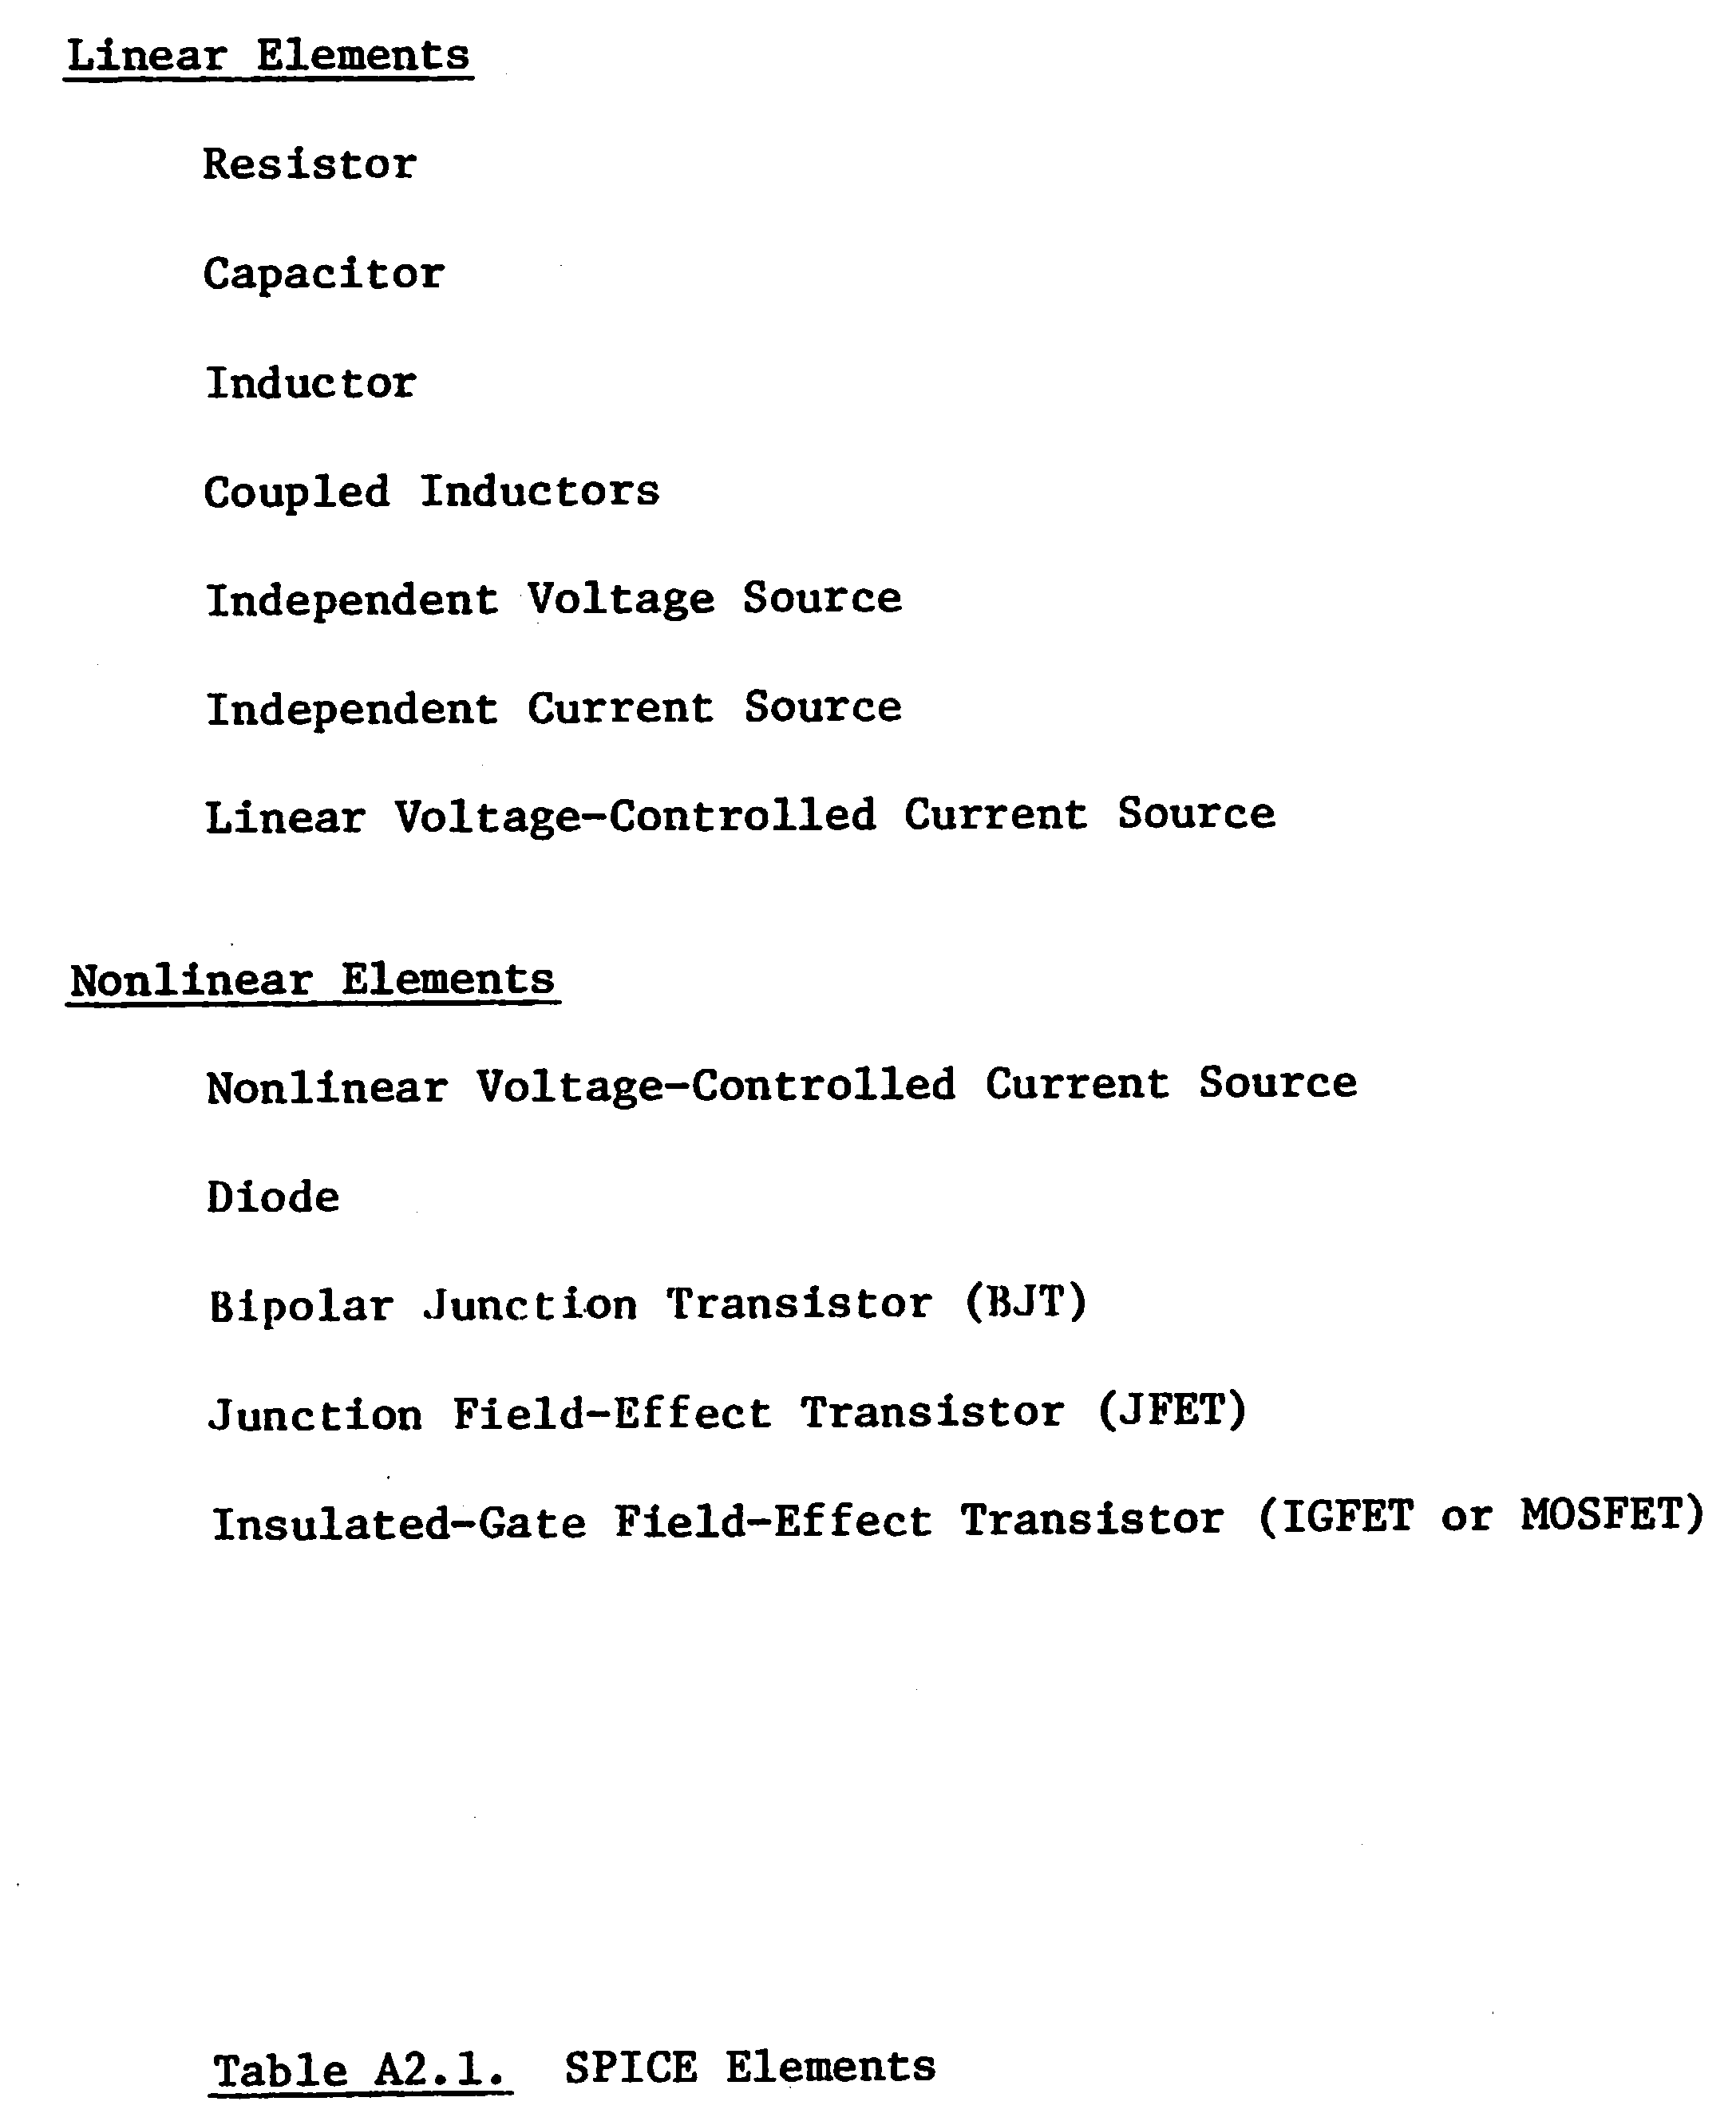 Linear Elements
Resistor
Capacitor
Inductor
Coupled Inductors
Independent Voltage Source
Independent Current Source
Linear Voltage-Controlled Current Source
Nonlinear Elements
Nonlinear Voltage-Controlled Current Source
Diode
Bipolar Junction Transistor (BJT)
Junction Field-Effect Transistor (JFET)
Insulated-Gate Field-Effect Transistor (IGFET or MOSFET)
Table A2.1. SPICE Elements